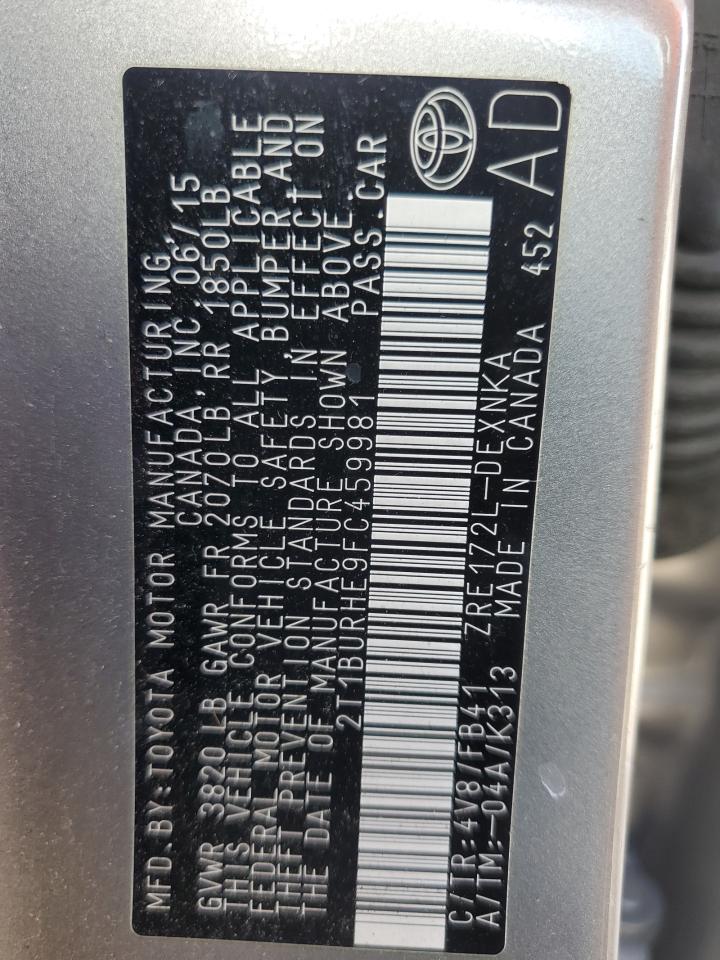 MFD.BY:TOYOTA MOTOR MANUFACTURING
CANADA, INC. 06/15
GVWR 3820 LB GAWR FR 2070LB, RR 1850LB
THIS VEHICLE CONFORMS TO ALL APPLICABLE
FEDERAL MOTOR VEHICLE SAFETY, BUMPER AND
THEFT PREVENTION STANDARDS IN EFFECT ON
THE DATE OF MANUFACTURE SHOWN ABOVE.
2T1BURHE9FC459981 PASS.CAR
C/TR:4V8/FB41 ZRE172L-DEXNKA
A/TM:-04A/K313 MADE IN CANADA 452
AD